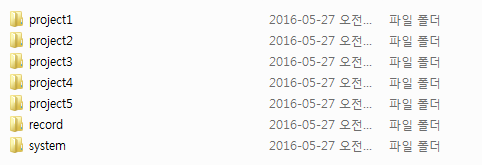 project1 2016-05-27 오전... 파일 폴더
project2 2016-05-27 오전... 파일 폴더
project3 2016-05-27 오전... 파일 폴더
project4 2016-05-27 오전... 파일 폴더
project5 2016-05-27 오전... 파일 폴더
record 2016-05-27 오전... 파일 폴더
system 2016-05-27 오전... 파일 폴더